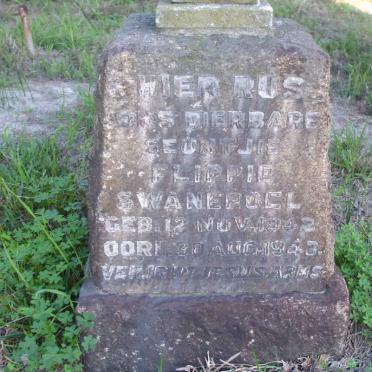 HIER RUS
ONS DIERBARE
SEUNTJIE
FLIPPIE
SWANEPOEL
GEB. 12 NOV. 1942
OORL. 30 AUG. 1943.
VEILIG IN JESUS ARMS